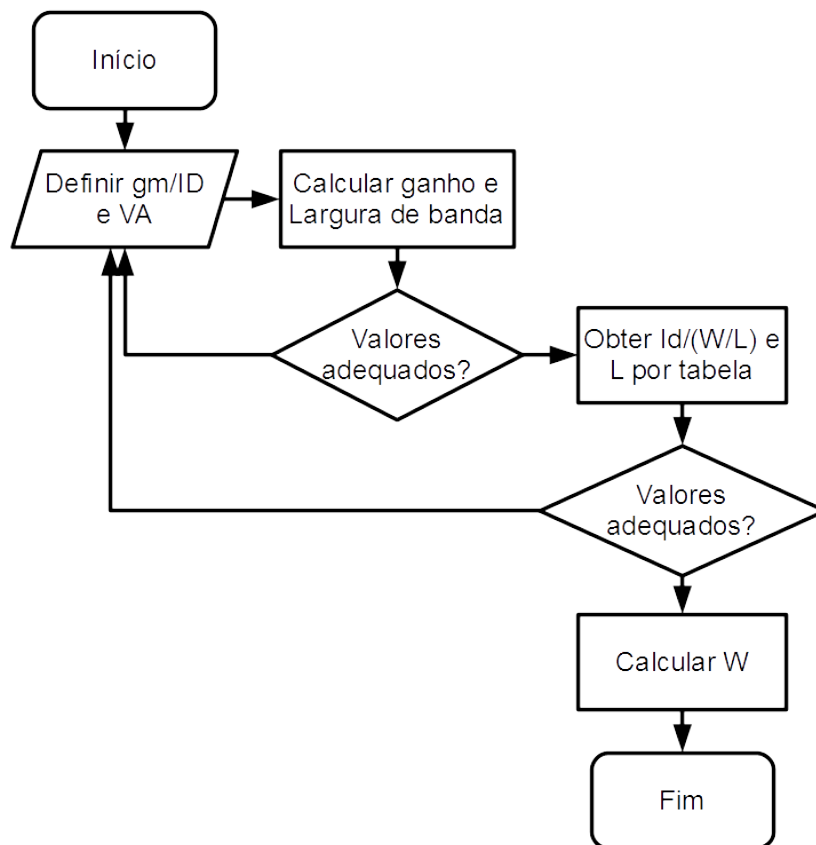 Início
Definir gm/ID
e VA
Calcular ganho e
Largura de banda
Valores
adequados?
Obter Id/(W/L) e
L por tabela
Valores
adequados?
Calcular W
Fim